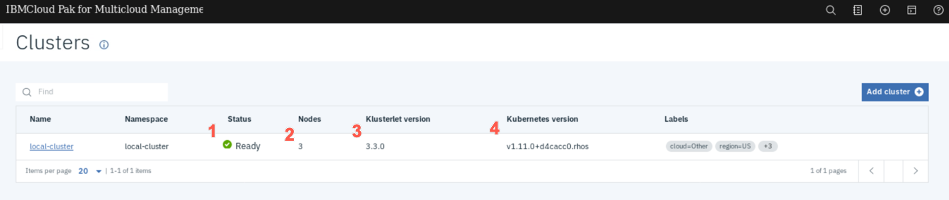 IBMCloud Pak for Multicloud Manageme
Clusters
Find
Add cluster
Name Namespace Status Nodes Klusterlet version Kubernetes version Labels
1 2 3 4
local-cluster local-cluster Ready 3 3.3.0 v1.11.0+d4cacc0.rhos cloud=Other region=US +3
Items per page 20 | 1-1 of 1 items 1 of 1 pages